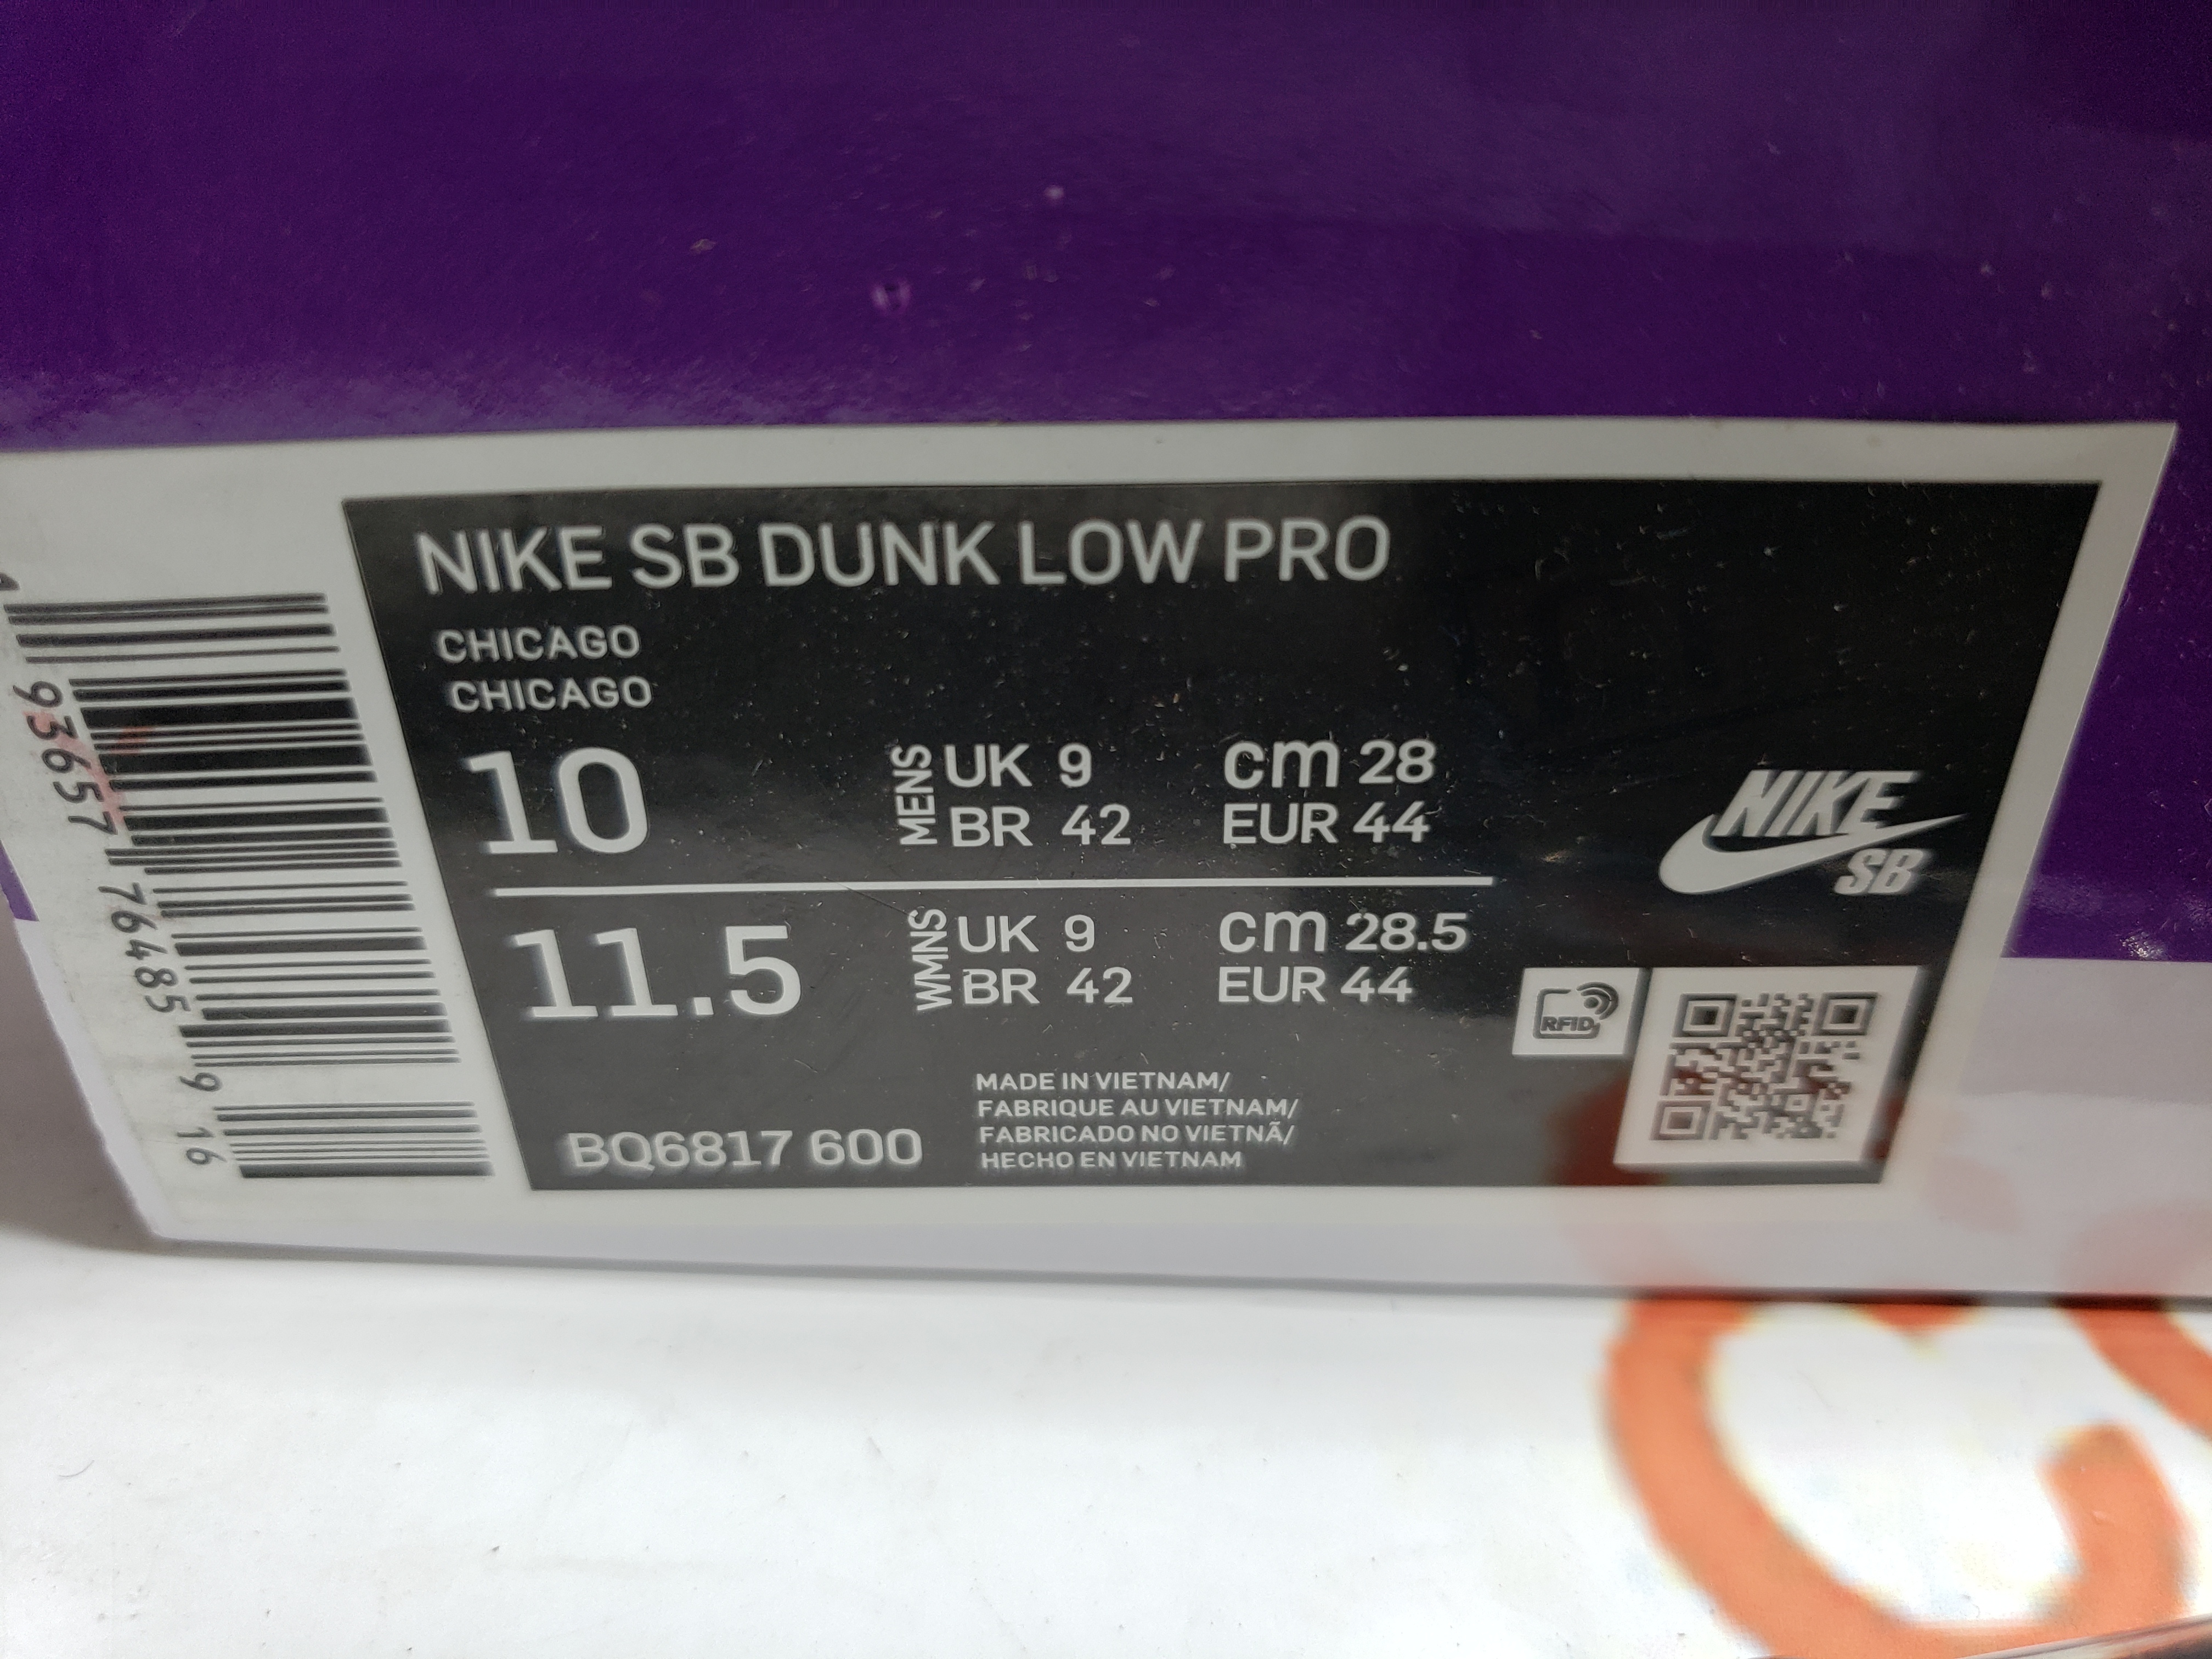 NIKE SB DUNK LOW PRO
CHICAGO
CHICAGO
10
MENS
UK 9 cm 28
BR 42 EUR 44
11.5
WMNS
UK 9 cm 28.5
BR 42 EUR 44
NIKE
SB
RFID
MADE IN VIETNAM/
FABRIQUE AU VIETNAM/
FABRICADO NO VIETNÃ/
HECHO EN VIETNAM
BQ6817 600
1 93657 76485 9 16